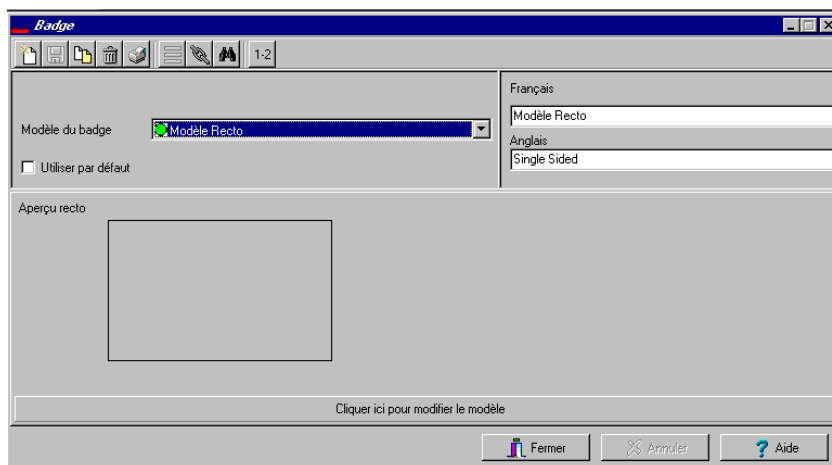 Badge
1-2
Français
Modèle Recto
Modèle du badge
Modèle Recto
Anglais
Single Sided
Utiliser par défaut
Aperçu recto
Cliquer ici pour modifier le modèle
Fermer
Annuler
? Aide